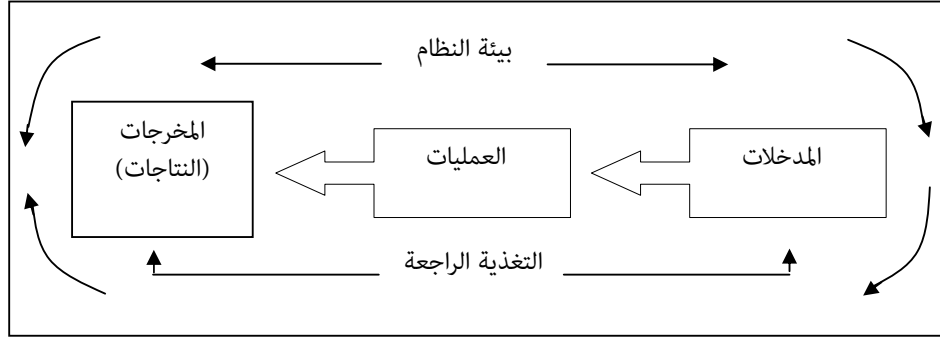 بيئة النظام
المدخلات
العمليات
المخرجات
(النتاجات)
التغذية الراجعة